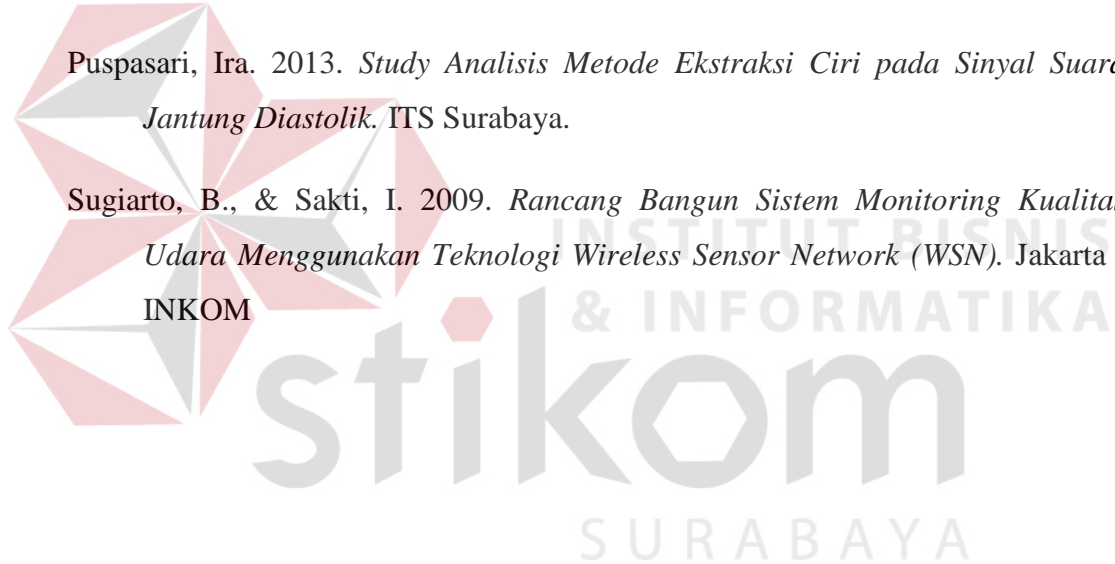 Puspasari, Ira. 2013. Study Analisis Metode Ekstraksi Ciri pada Sinyal Suara
Jantung Diastolik. ITS Surabaya.
Sugiarto, B., & Sakti, I. 2009. Rancang Bangun Sistem Monitoring Kualitas
Udara Menggunakan Teknologi Wireless Sensor Network (WSN). Jakarta
INKOM
INSTITUT BISNIS
& INFORMATIKA
stikom
SURABAYA